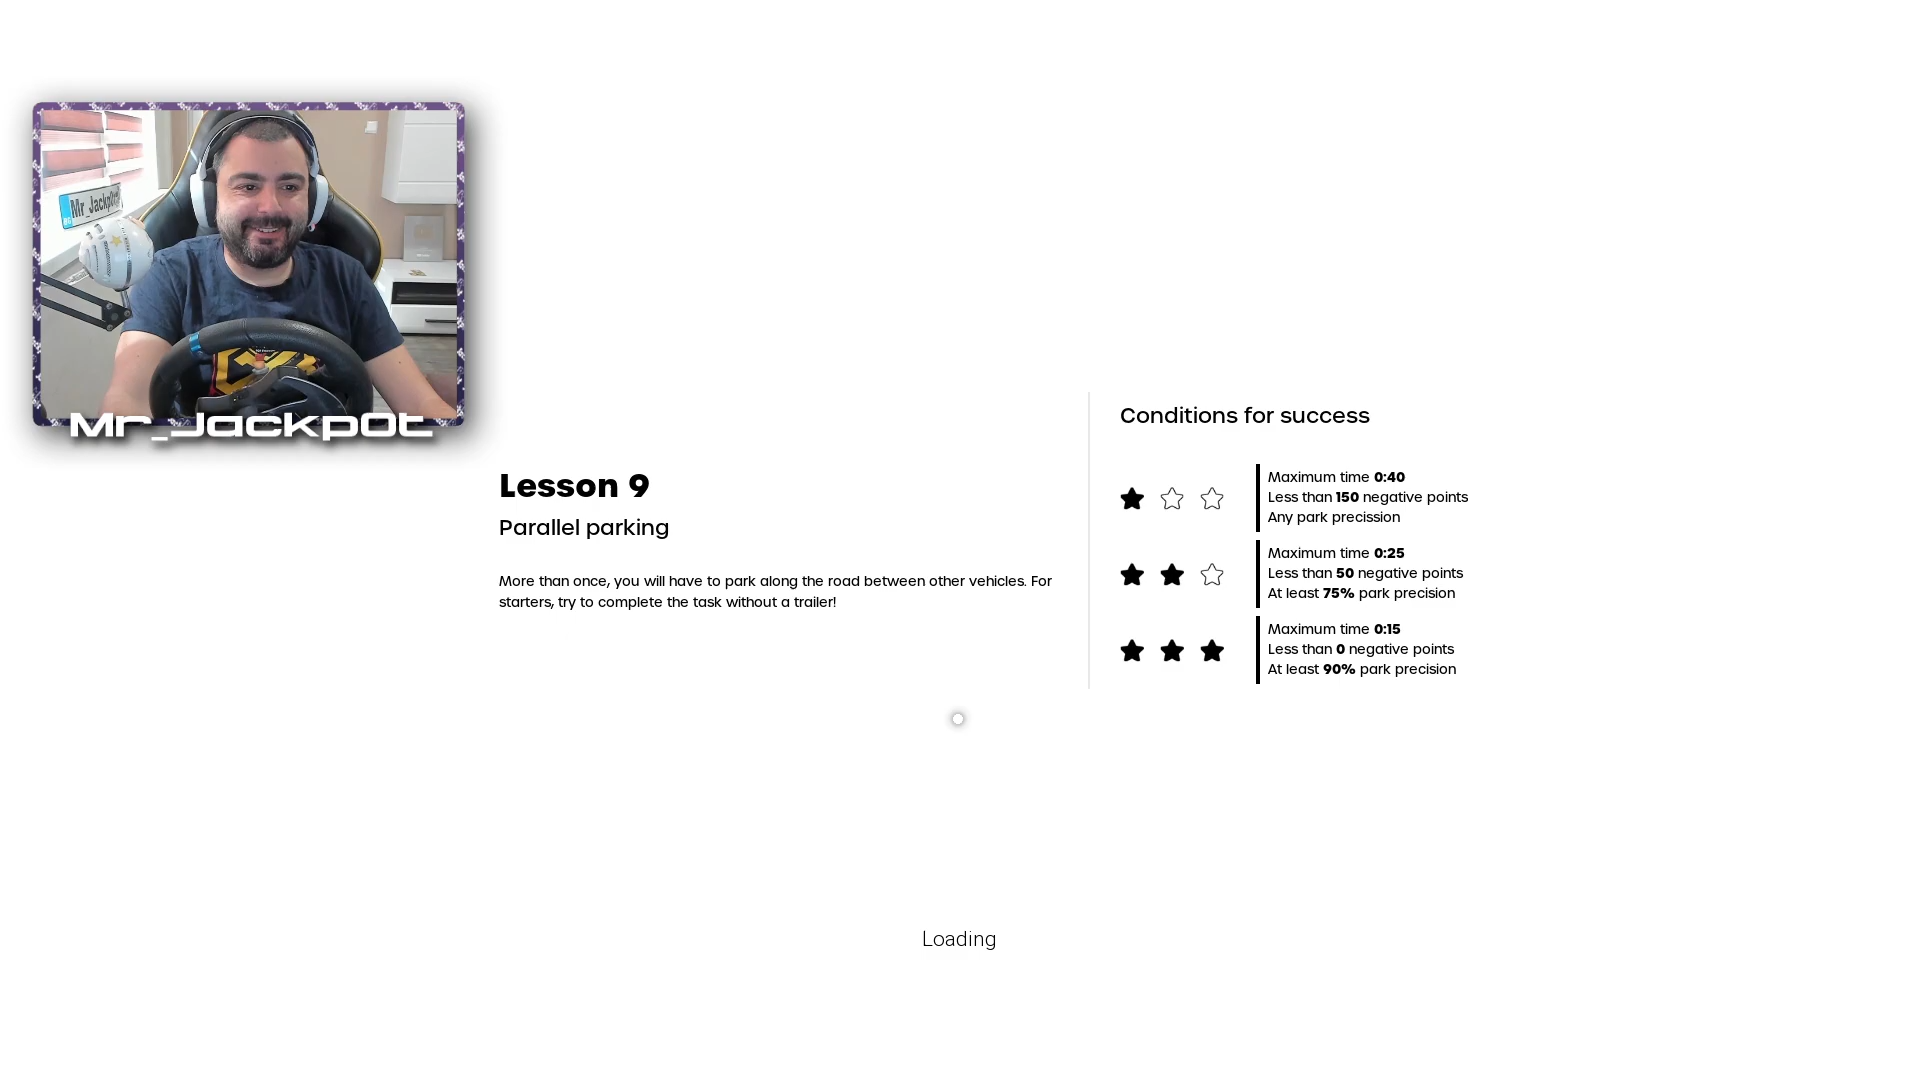 Mr_Jackp0t
Mr_Jackp0t
Lesson 9
Parallel parking
More than once, you will have to park along the road between other vehicles. For
starters, try to complete the task without a trailer!
Conditions for success
Maximum time 0:40
Less than 150 negative points
Any park precission
Maximum time 0:25
Less than 50 negative points
At least 75% park precision
Maximum time 0:15
Less than 0 negative points
At least 90% park precision
Loading